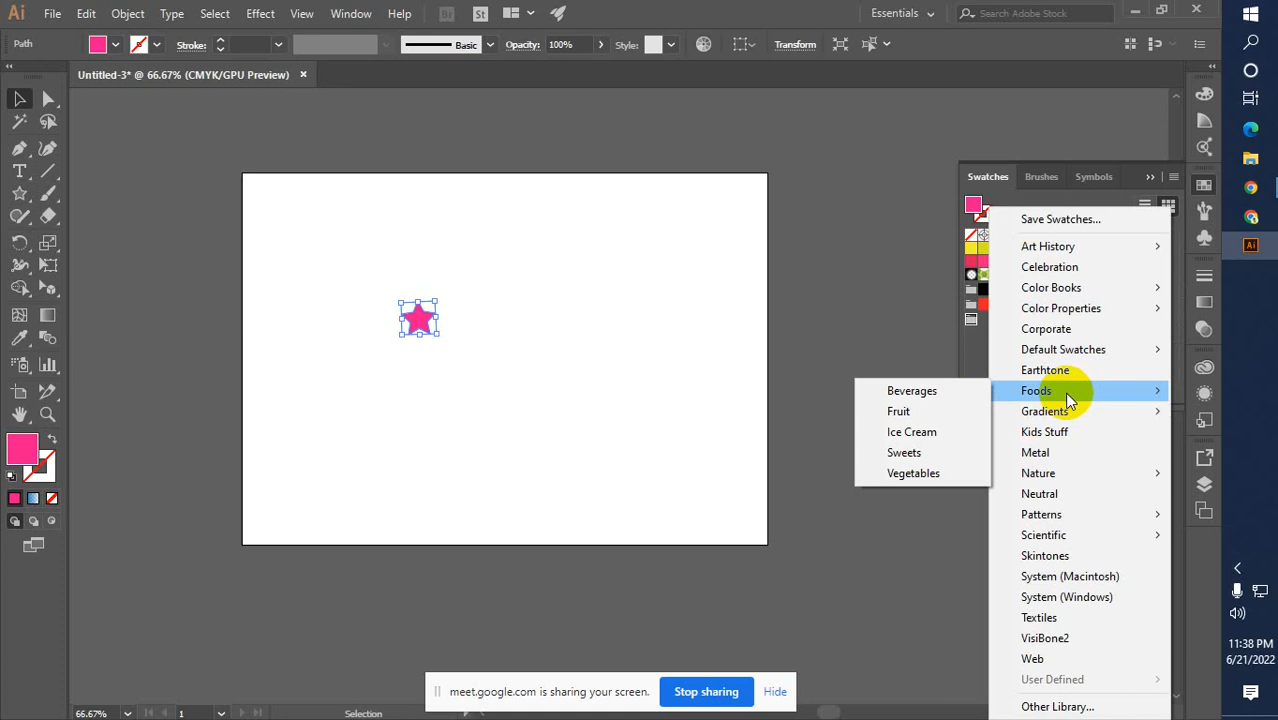 Ai File Edit Object Type Select Effect View Window Help Br St Essentials Search Adobe Stock
Path Stroke: Basic Opacity: 100% Style: Transform
Untitled-3* @ 66.67% (CMYK/GPU Preview)
Swatches Brushes Symbols
Save Swatches...
Art History
Celebration
Color Books
Color Properties
Corporate
Default Swatches
Earthtone
Foods
Gradients
Kids Stuff
Metal
Nature
Neutral
Patterns
Scientific
Skintones
System (Macintosh)
System (Windows)
Textiles
VisiBone2
Web
User Defined
Other Library...
Beverages
Fruit
Ice Cream
Sweets
Vegetables
T
Ai
meet.google.com is sharing your screen. Stop sharing Hide
66.67% 1 Selection
11:38 PM
6/21/2022